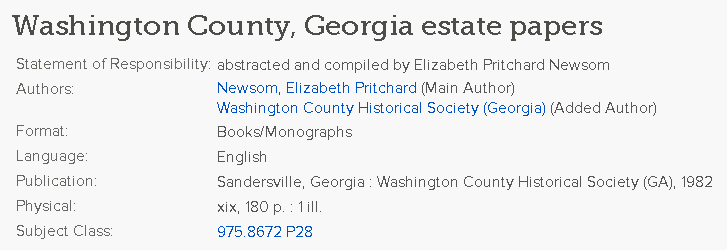 Washington County, Georgia estate papers
Statement of Responsibility: abstracted and compiled by Elizabeth Pritchard Newsom
Authors: Newsom, Elizabeth Pritchard (Main Author)
Washington County Historical Society (Georgia) (Added Author)
Format: Books/Monographs
Language: English
Publication: Sandersville, Georgia : Washington County Historical Society (GA), 1982
Physical: xix, 180 p. : 1 ill.
Subject Class: 975.8672 P28